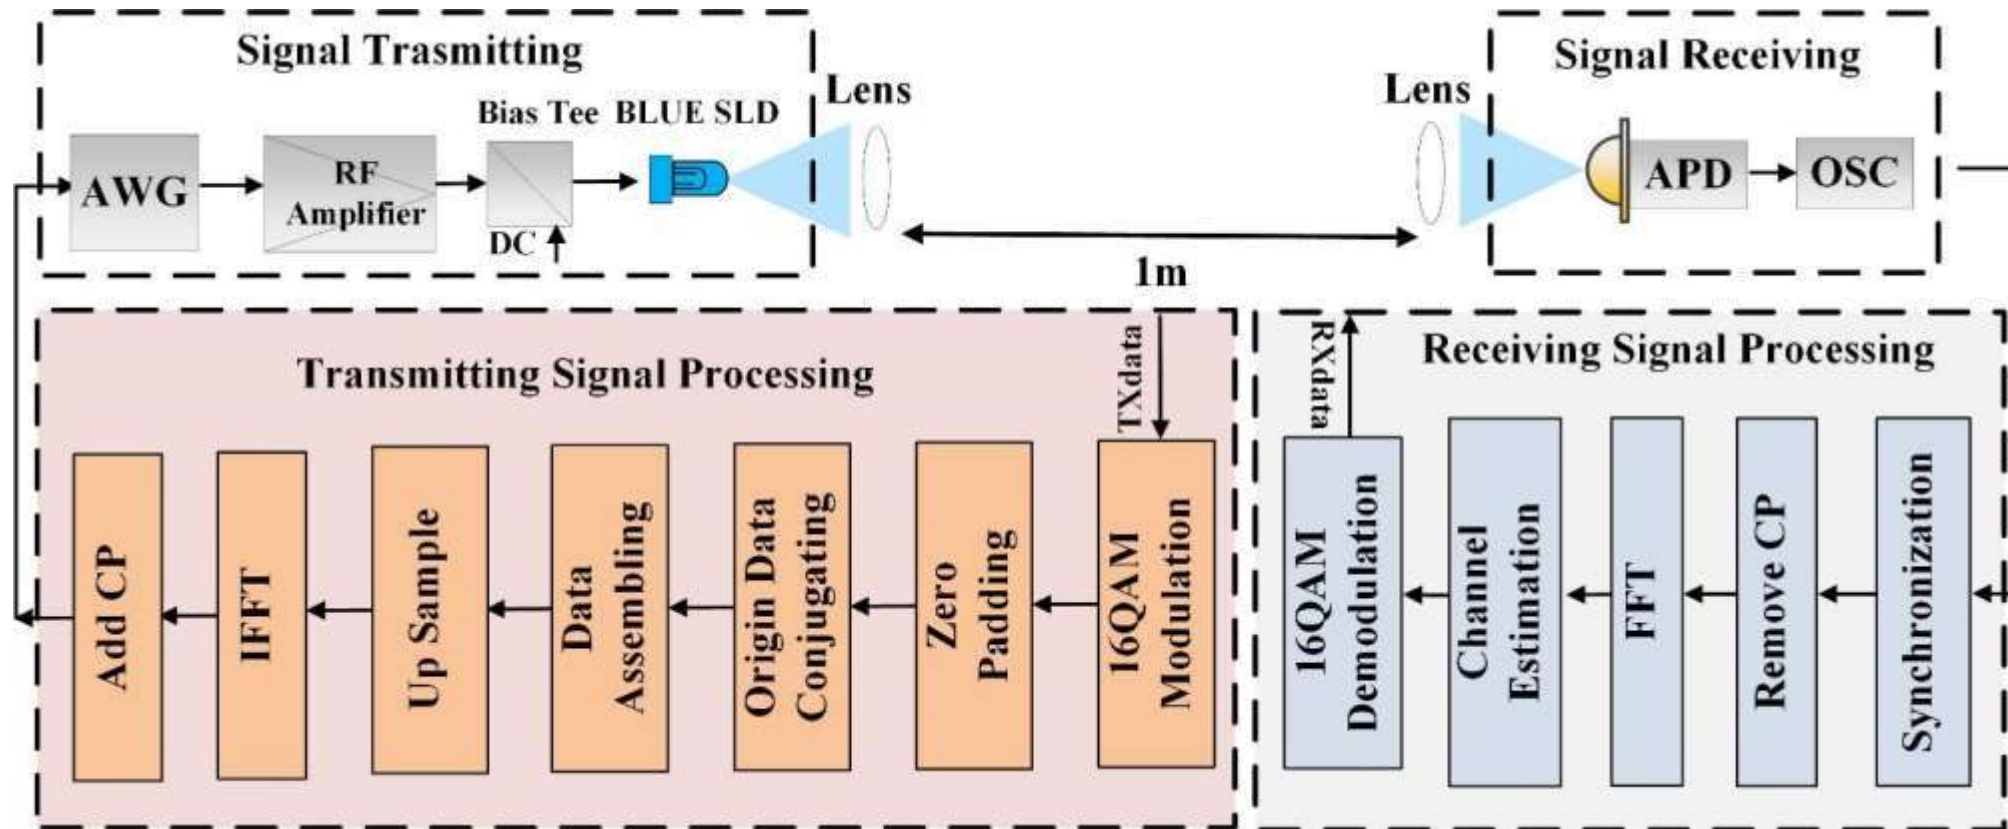 Signal Trasmitting
Signal Receiving
Lens
Lens
Bias Tee
BLUE SLD
AWG
RF
Amplifier
DC
APD
OSC
1m
Transmitting Signal Processing
TXdata
Add CP
IFFT
Up Sample
Data
Assembling
Origin Data
Conjugating
Zero
Padding
16QAM
Modulation
Receiving Signal Processing
RXdata
16QAM
Demodulation
Channel
Estimation
FFT
Remove CP
Synchronization